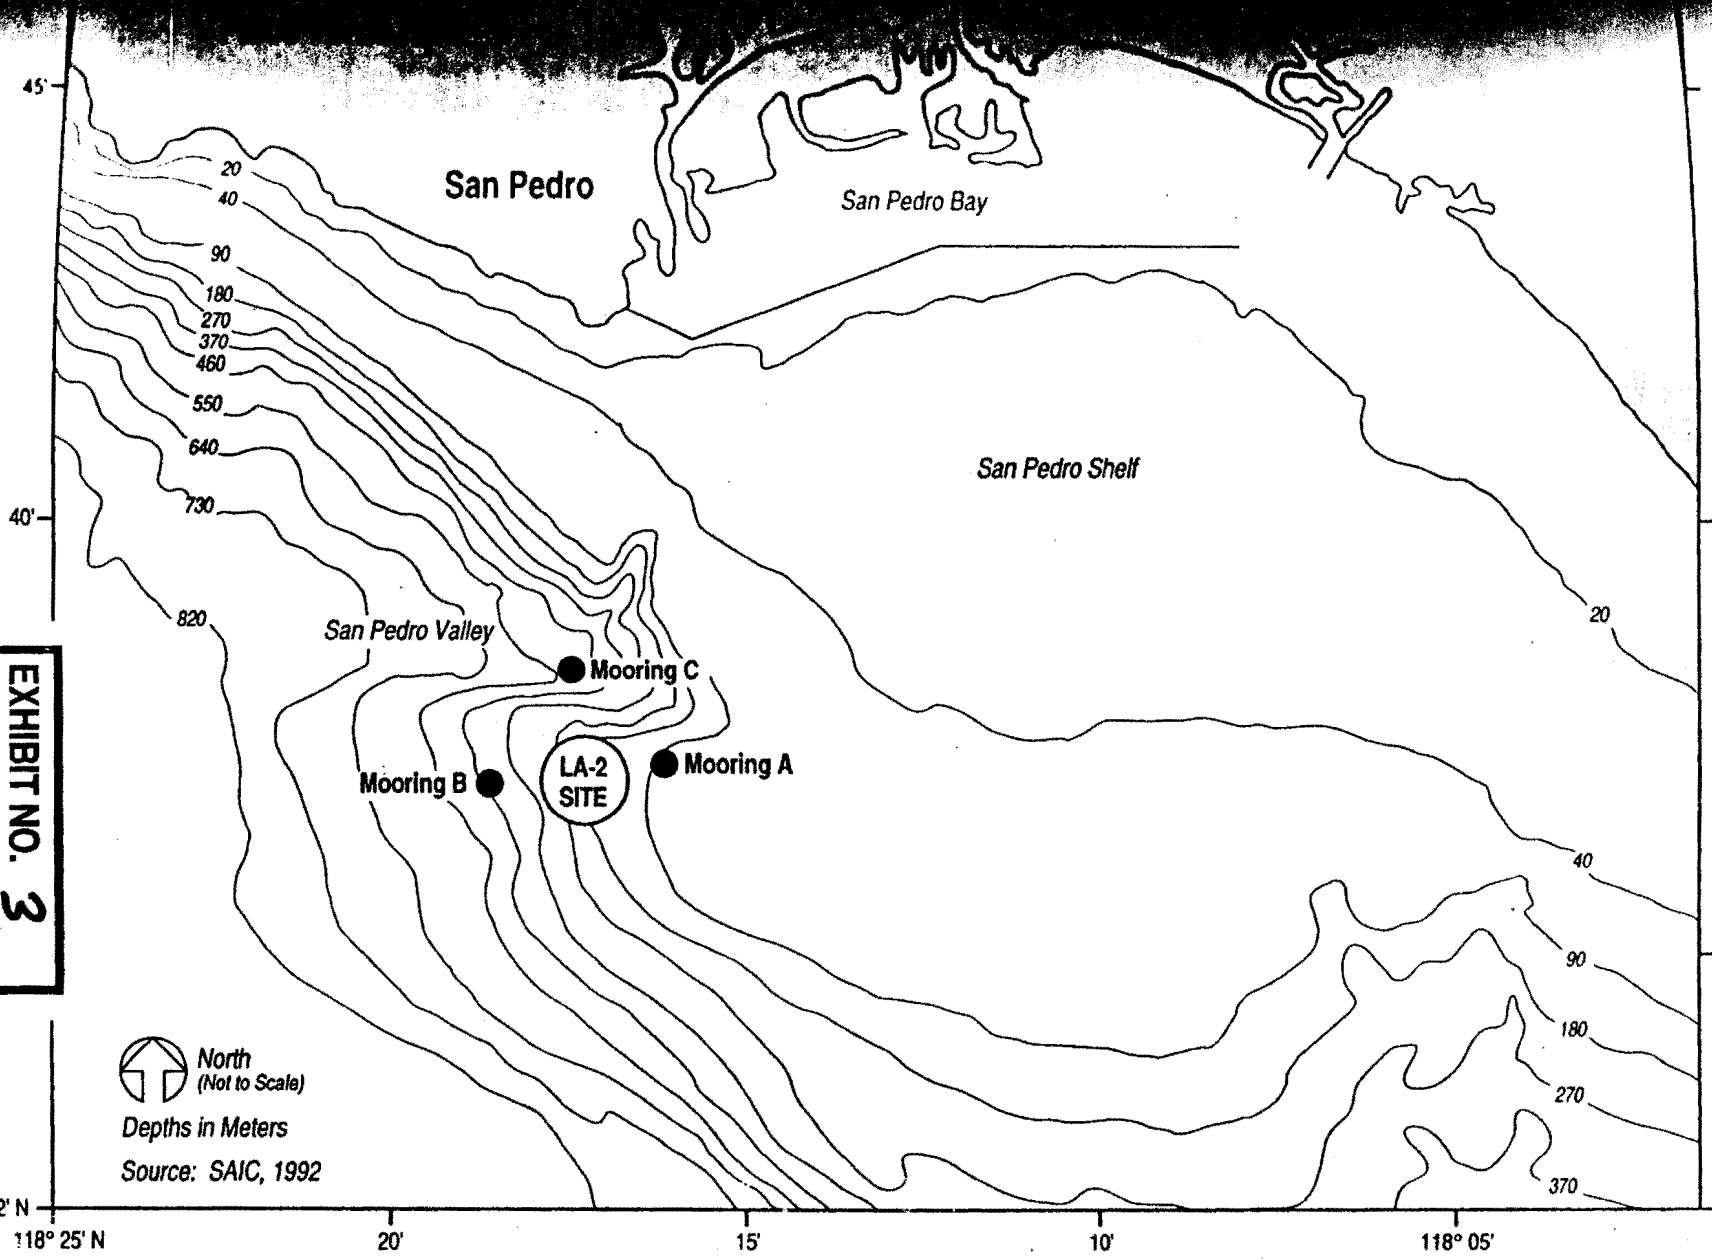 45'
20
40
San Pedro
San Pedro Bay
90
180
270
370
460
550
640
San Pedro Shelf
40'
730
820
San Pedro Valley
20
Mooring C
EXHIBIT NO. 3
Mooring B
LA-2
SITE
Mooring A
40
90
180
270
370
North
(Not to Scale)
Depths in Meters
Source: SAIC, 1992
2' N
118° 25' N
20'
15'
10'
118° 05'